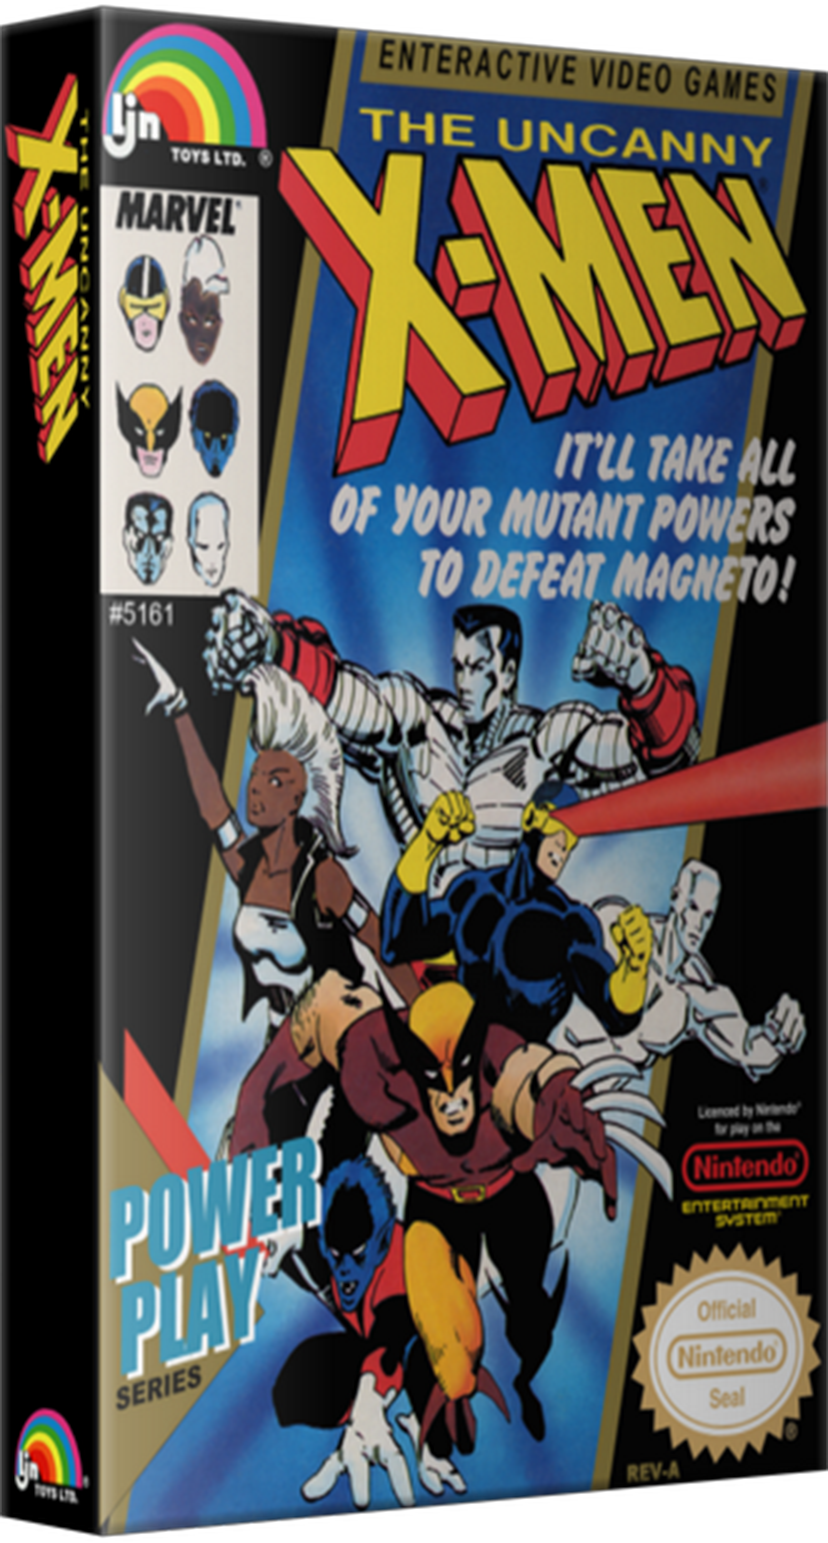 THE UNCANNY
X-MEN
ljn
TOYS LTD.®
ljn
TOYS LTD. ®
MARVEL®
#5161
ENTERACTIVE VIDEO GAMES
THE UNCANNY
X-MEN®
IT'LL TAKE ALL
OF YOUR MUTANT POWERS
TO DEFEAT MAGNETO!
POWER
PLAY
SERIES
Licenced by Nintendo®
for play on the
Nintendo®
ENTERTAINMENT
SYSTEM®
Official
Nintendo®
Seal
®
REV-A